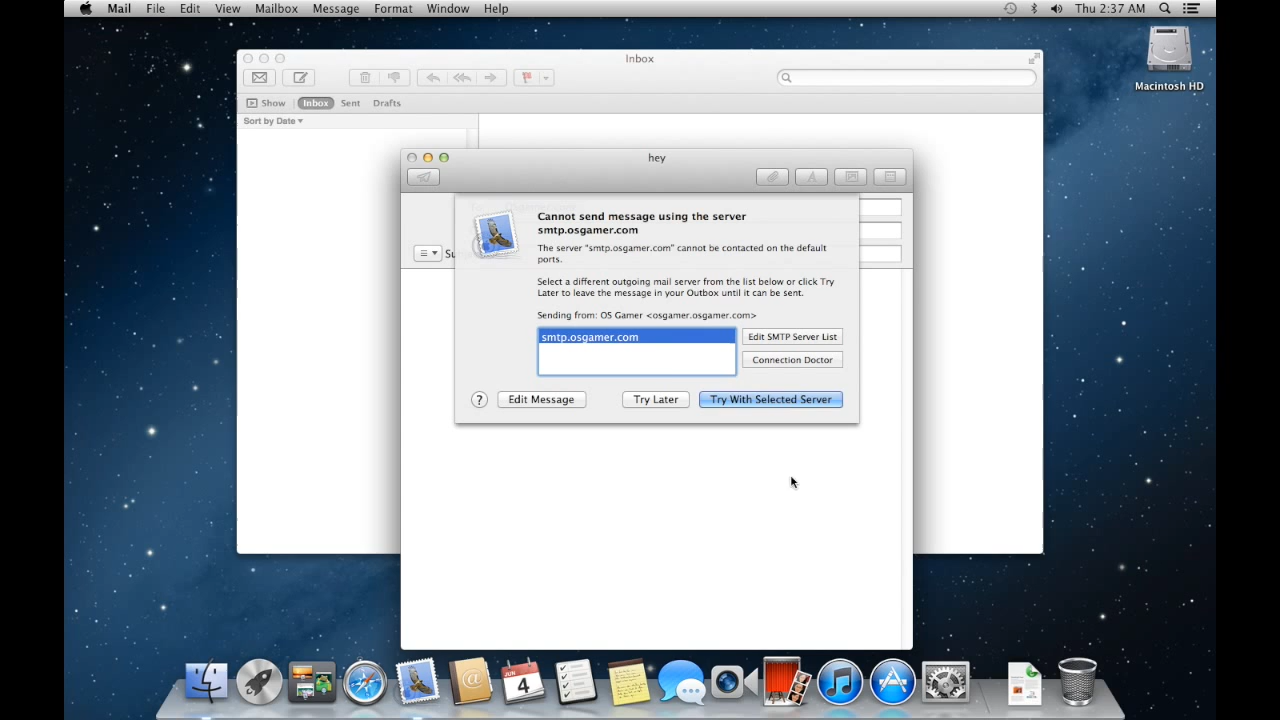 Mail File Edit View Mailbox Message Format Window Help Thu 2:37 AM
Inbox
Macintosh HD
Show Inbox Sent Drafts
Sort by Date ▾
hey
Cannot send message using the server
smtp.osgamer.com
The server "smtp.osgamer.com" cannot be contacted on the default
ports.
Select a different outgoing mail server from the list below or click Try
Later to leave the message in your Outbox until it can be sent.
Sending from: OS Gamer <osgamer.osgamer.com>
smtp.osgamer.com
Edit SMTP Server List
Connection Doctor
? Edit Message Try Later Try With Selected Server
JUN
4